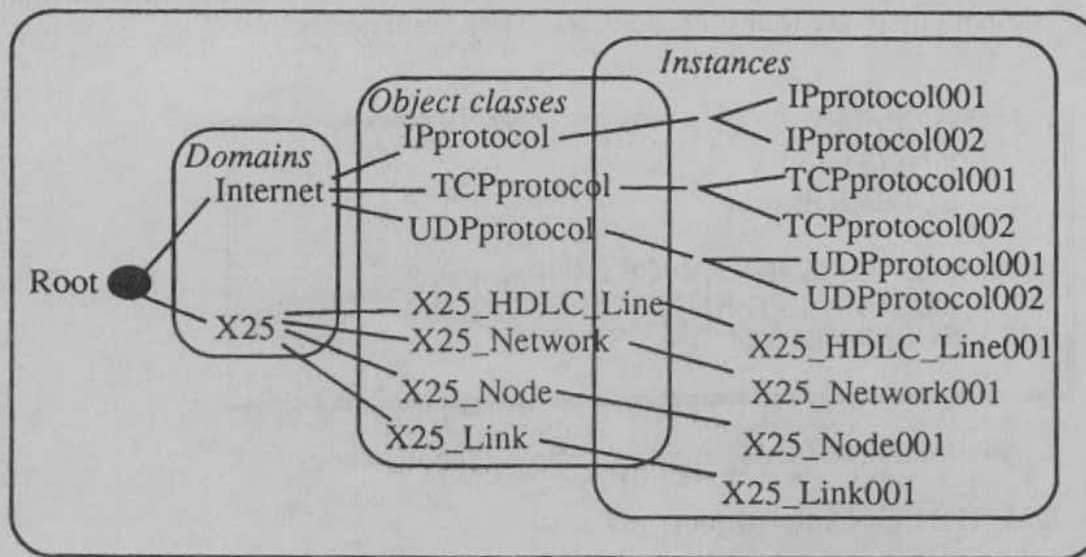 Instances
Object classes
Domains
Root
Internet
X25
IPprotocol
TCPprotocol
UDPprotocol
X25_HDLC_Line
X25_Network
X25_Node
X25_Link
IPprotocol001
IPprotocol002
TCPprotocol001
TCPprotocol002
UDPprotocol001
UDPprotocol002
X25_HDLC_Line001
X25_Network001
X25_Node001
X25_Link001